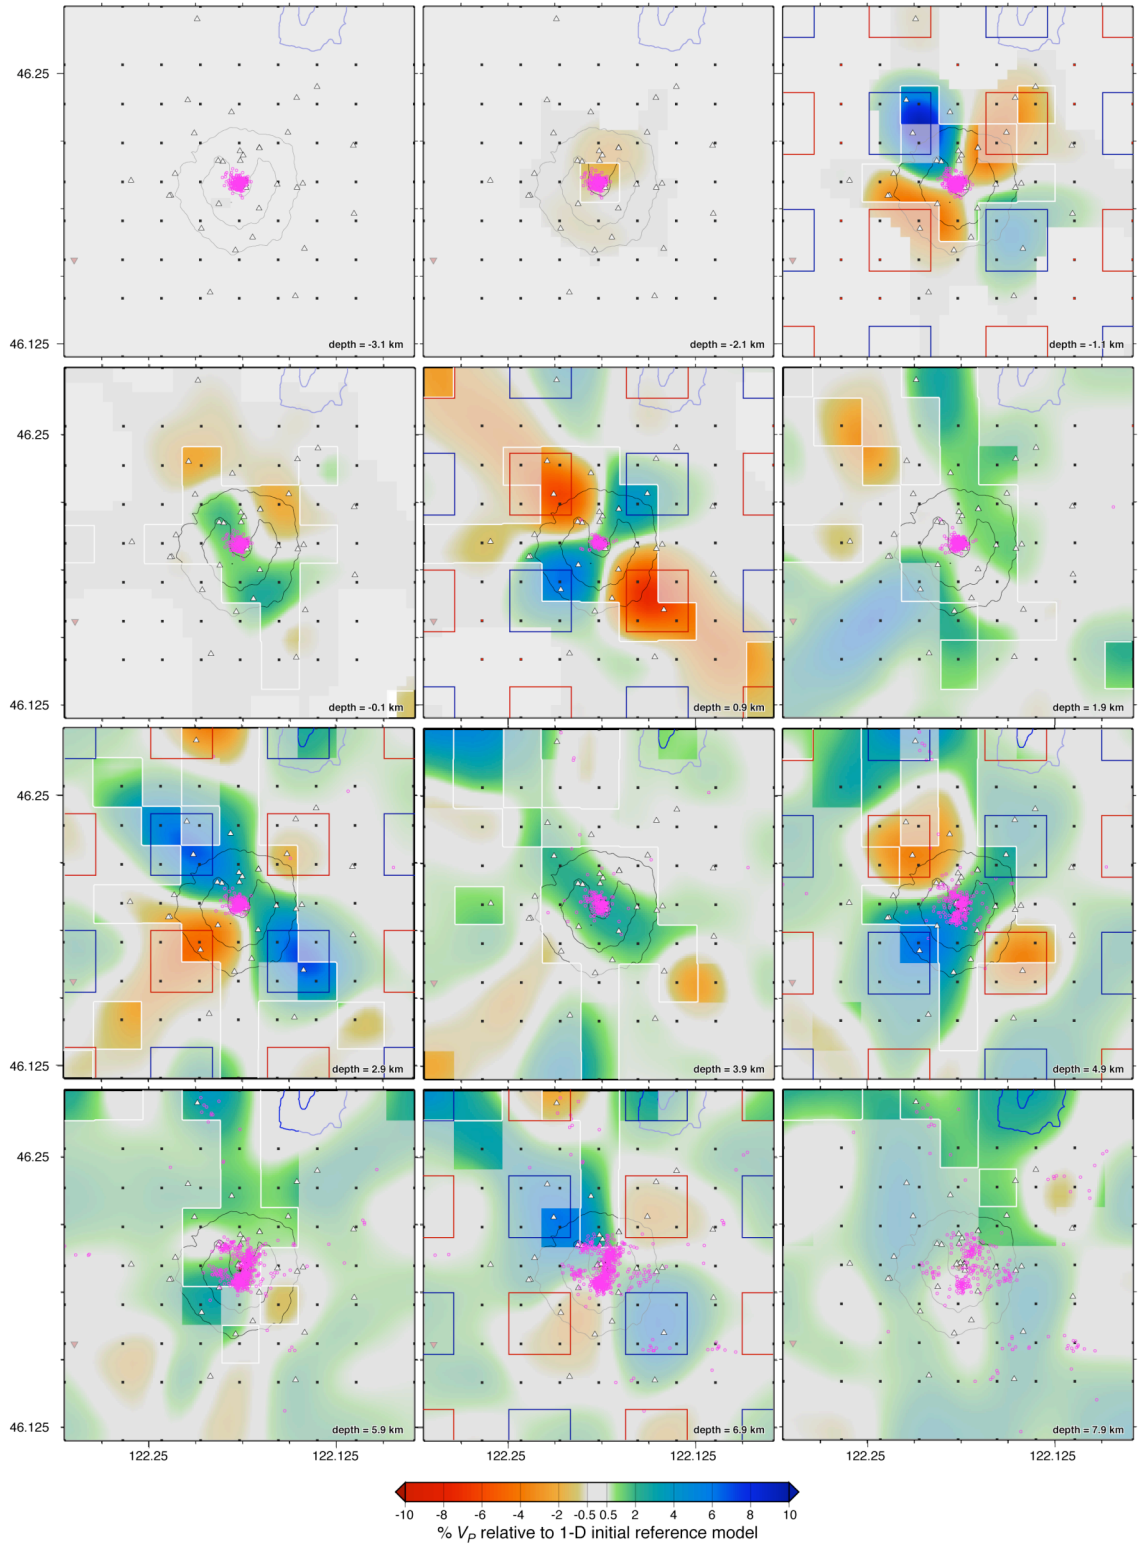 46.25
46.125
depth = -3.1 km
depth = -2.1 km
depth = -1.1 km
46.25
46.125
depth = -0.1 km
depth = 0.9 km
depth = 1.9 km
46.25
46.125
depth = 2.9 km
depth = 3.9 km
depth = 4.9 km
46.25
46.125
depth = 5.9 km
depth = 6.9 km
depth = 7.9 km
122.25 122.125 122.25 122.125 122.25 122.125
-10 -8 -6 -4 -2 -0.5 0.5 2 4 6 8 10
% VP relative to 1-D initial reference model